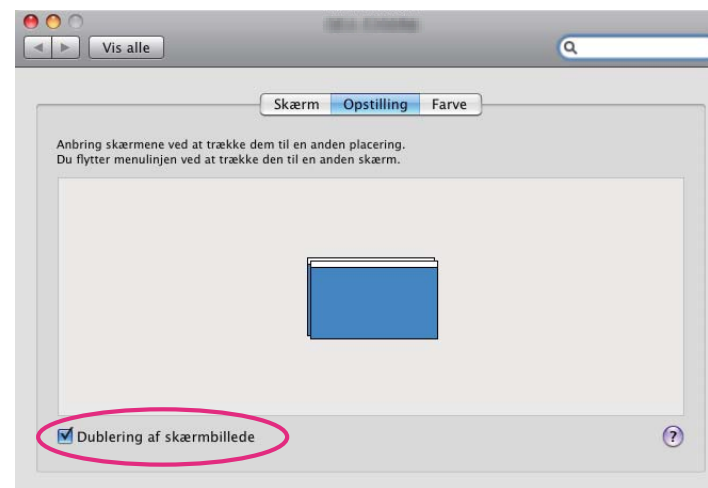 Vis alle
Skærm Opstilling Farve
Anbring skærmene ved at trække dem til en anden placering.
Du flytter menulinjen ved at trække den til en anden skærm.
Dublering af skærmbillede
?